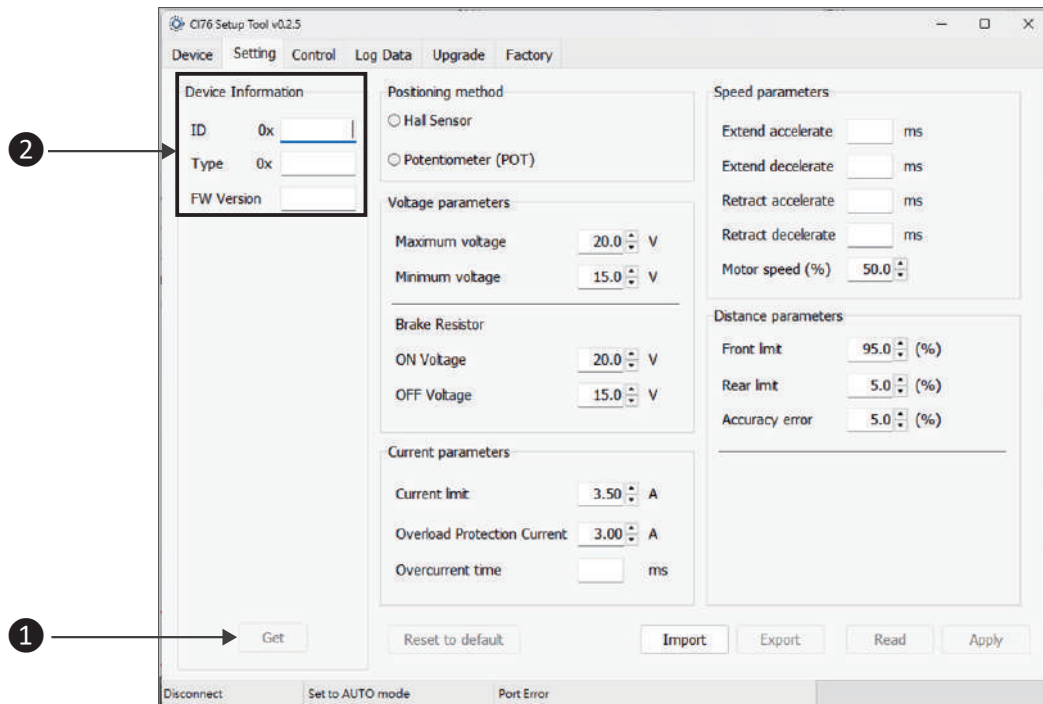 CI76 Setup Tool v0.2.5
Device Setting Control Log Data Upgrade Factory
Device Information
ID 0x
Type 0x
FW Version
2
1
Get
Positioning method
Hall Sensor
Potentiometer (POT)
Voltage parameters
Maximum voltage 20.0 V
Minimum voltage 15.0 V
Brake Resistor
ON Voltage 20.0 V
OFF Voltage 15.0 V
Current parameters
Current limit 3.50 A
Overload Protection Current 3.00 A
Overcurrent time ms
Speed parameters
Extend accelerate ms
Extend decelerate ms
Retract accelerate ms
Retract decelerate ms
Motor speed (%) 50.0
Distance parameters
Front limit 95.0 (%)
Rear limit 5.0 (%)
Accuracy error 5.0 (%)
Reset to default Import Export Read Apply
Disconnect Set to AUTO mode Port Error